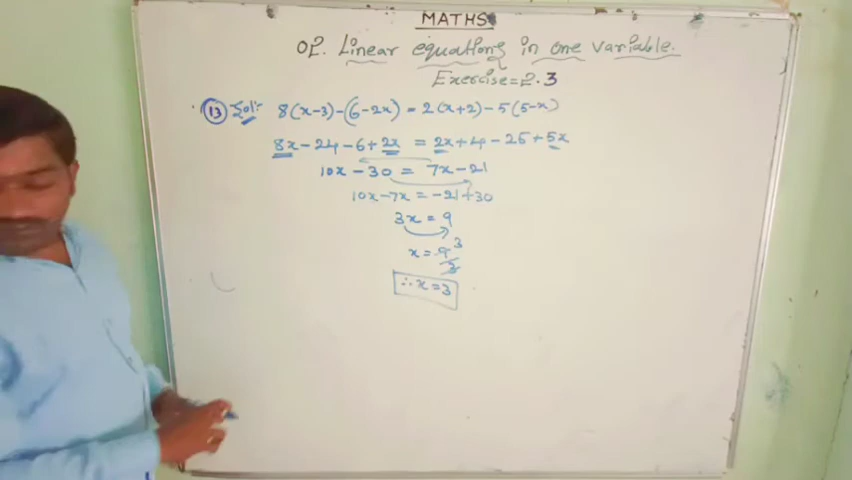 MATHS
02. Linear equations in one variable.
Exercise=2.3
13 Sol:- 8(x-3)-(6-2x) = 2(x+2)-5(5-x)
8x-24-6+2x = 2x+4-25+5x
10x-30 = 7x-21
10x-7x = -21+30
3x = 9
x = 9/3 3
∴ x = 3